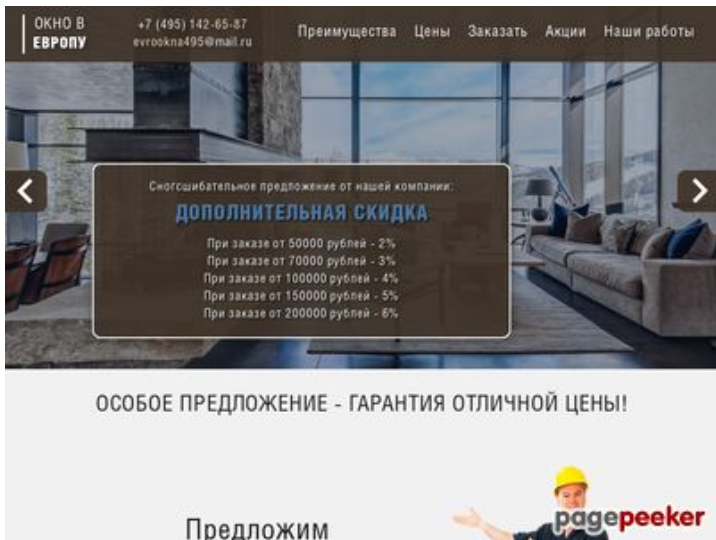 ОКНО В
ЕВРОПУ
+7 (495) 142-65-87
evrookna495@mail.ru
Преимущества Цены Заказать Акции Наши работы
Сногсшибательное предложение от нашей компании:
ДОПОЛНИТЕЛЬНАЯ СКИДКА
При заказе от 50000 рублей - 2%
При заказе от 70000 рублей - 3%
При заказе от 100000 рублей - 4%
При заказе от 150000 рублей - 5%
При заказе от 200000 рублей - 6%
ОСОБОЕ ПРЕДЛОЖЕНИЕ - ГАРАНТИЯ ОТЛИЧНОЙ ЦЕНЫ!
Предложим
pagepeeker